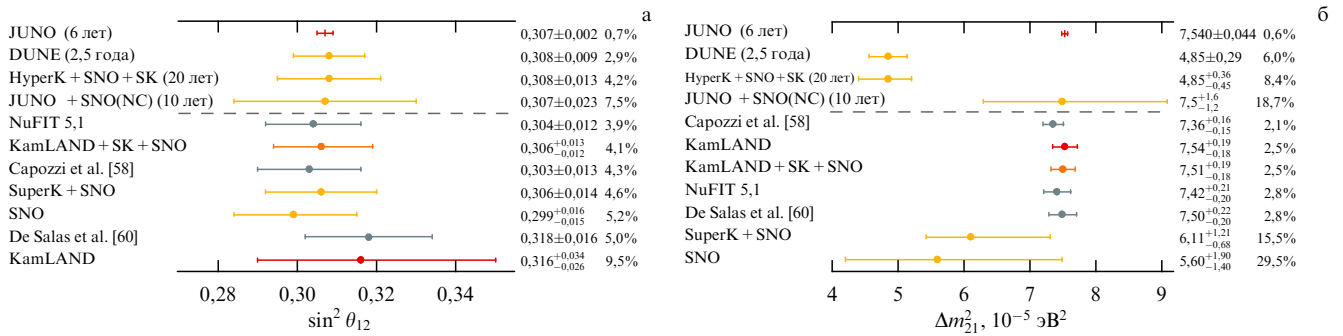 а
JUNO (6 лет) 0,307±0,002 0,7%
DUNE (2,5 года) 0,308±0,009 2,9%
HyperK + SNO + SK (20 лет) 0,308±0,013 4,2%
JUNO + SNO(NC) (10 лет) 0,307±0,023 7,5%
NuFIT 5,1 0,304±0,012 3,9%
KamLAND + SK + SNO 0,306+0,013−0,012 4,1%
Capozzi et al. [58] 0,303±0,013 4,3%
SuperK + SNO 0,306±0,014 4,6%
SNO 0,299+0,016−0,015 5,2%
De Salas et al. [60] 0,318±0,016 5,0%
KamLAND 0,316+0,034−0,026 9,5%
0,28 0,30 0,32 0,34
sin² θ₁₂
б
JUNO (6 лет) 7,540±0,044 0,6%
DUNE (2,5 года) 4,85±0,29 6,0%
HyperK + SNO + SK (20 лет) 4,85+0,36−0,45 8,4%
JUNO + SNO(NC) (10 лет) 7,5+1,6−1,2 18,7%
Capozzi et al. [58] 7,36+0,16−0,15 2,1%
KamLAND 7,54+0,19−0,18 2,5%
KamLAND + SK + SNO 7,51+0,19−0,18 2,5%
NuFIT 5,1 7,42+0,21−0,20 2,8%
De Salas et al. [60] 7,50+0,22−0,20 2,8%
SuperK + SNO 6,11+1,21−0,68 15,5%
SNO 5,60+1,90−1,40 29,5%
4 5 6 7 8 9
Δm²₂₁, 10⁻⁵ эВ²